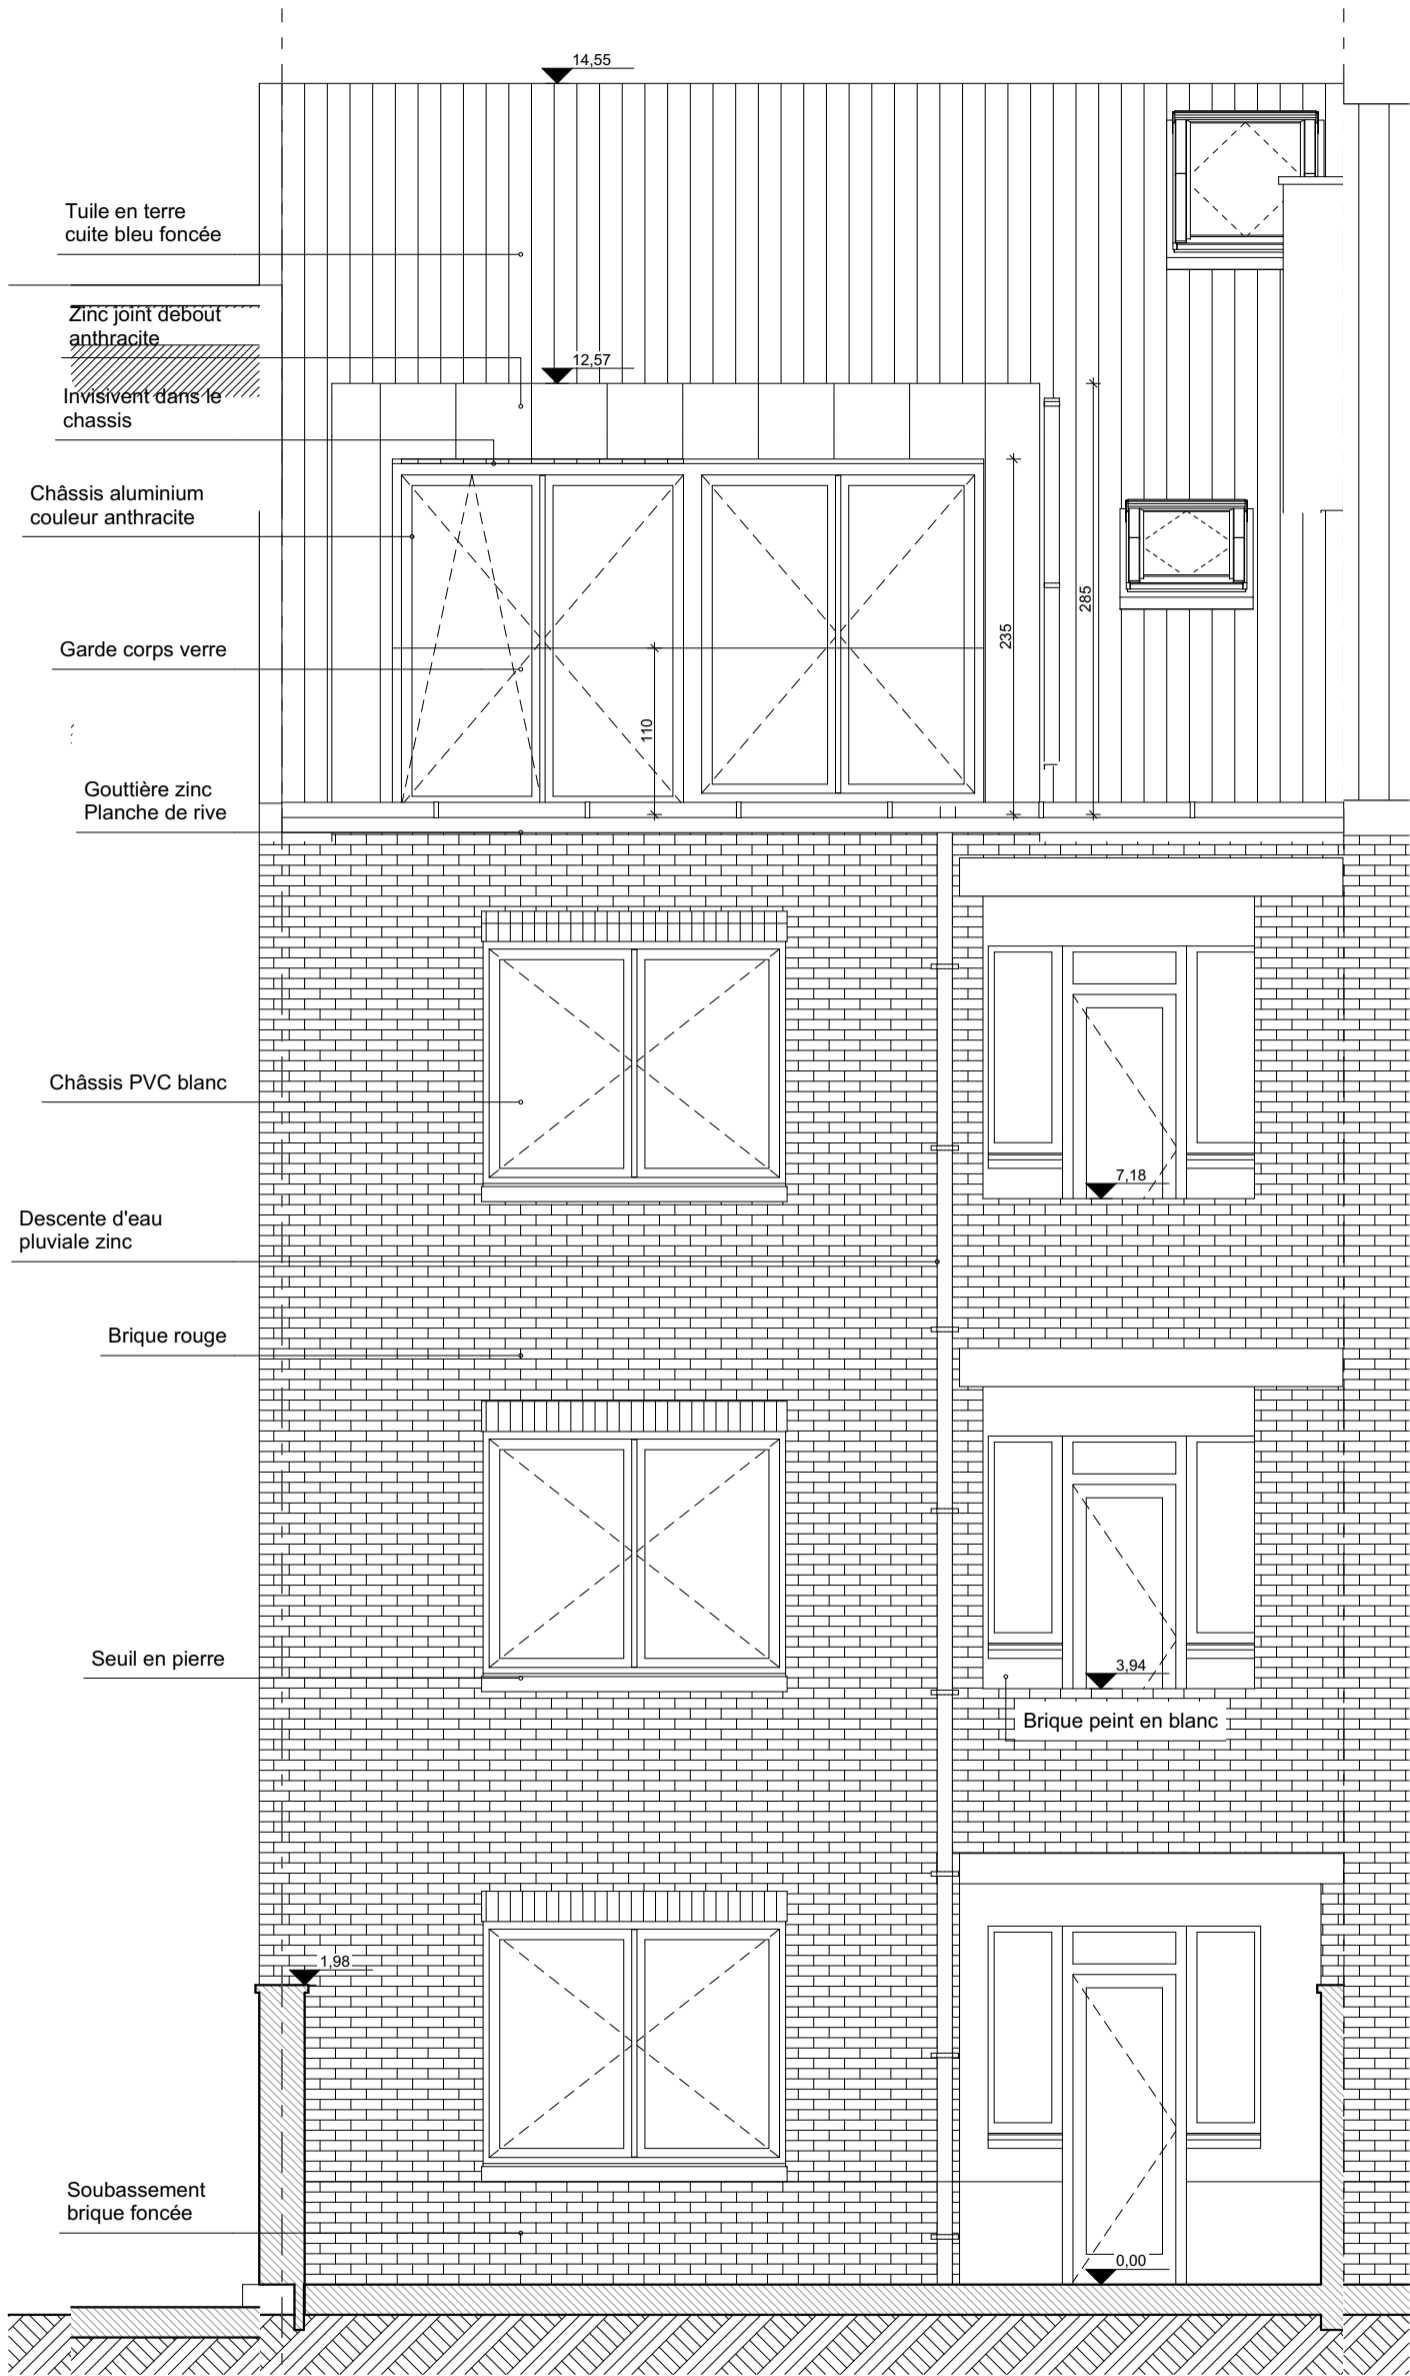 14,55
Tuile en terre
cuite bleu foncée
Zinc joint debout
anthracite
12,57
Invisivent dans le
chassis
Châssis aluminium
couleur anthracite
285
235
Garde corps verre
110
Gouttière zinc
Planche de rive
Châssis PVC blanc
7,18
Descente d'eau
pluviale zinc
Brique rouge
Seuil en pierre
3,94
Brique peint en blanc
1,98
Soubassement
brique foncée
0,00